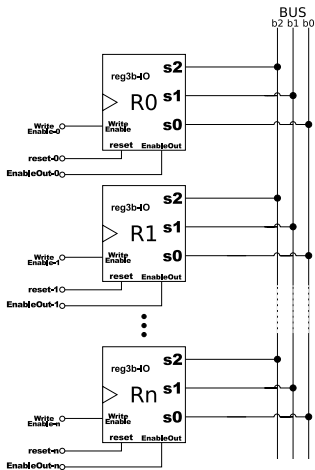 BUS
b2 b1 b0
s2
reg3b-IO
s1
R0
s0
Write
Enable-0
Write
Enable
reset EnableOut
reset-0
EnableOut-0
s2
reg3b-IO
s1
R1
s0
Write
Enable-1
Write
Enable
reset EnableOut
reset-1
EnableOut-1
s2
reg3b-IO
s1
Rn
s0
Write
Enable-n
Write
Enable
reset EnableOut
reset-n
EnableOut-n